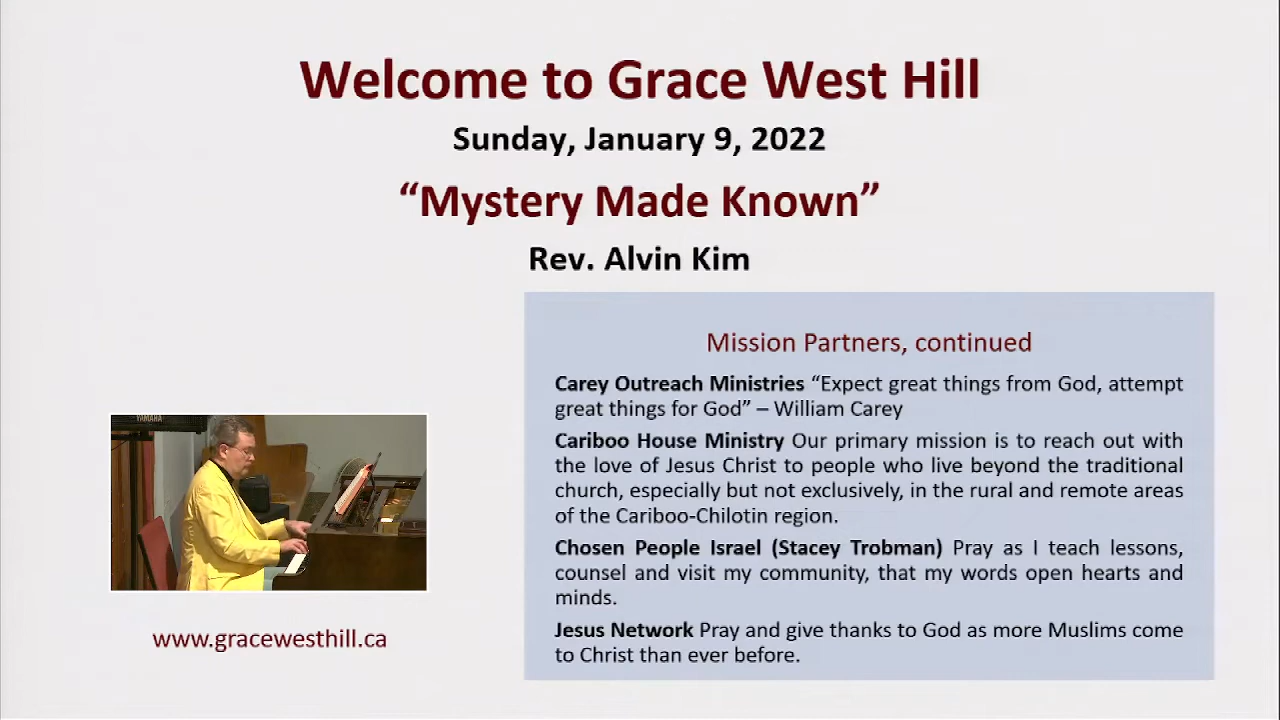 Welcome to Grace West Hill
Sunday, January 9, 2022
“Mystery Made Known”
Rev. Alvin Kim
Mission Partners, continued
Carey Outreach Ministries “Expect great things from God, attempt
great things for God” – William Carey
Cariboo House Ministry Our primary mission is to reach out with
the love of Jesus Christ to people who live beyond the traditional
church, especially but not exclusively, in the rural and remote areas
of the Cariboo-Chilotin region.
Chosen People Israel (Stacey Trobman) Pray as I teach lessons,
counsel and visit my community, that my words open hearts and
minds.
Jesus Network Pray and give thanks to God as more Muslims come
to Christ than ever before.
YAMAHA
www.gracewesthill.ca